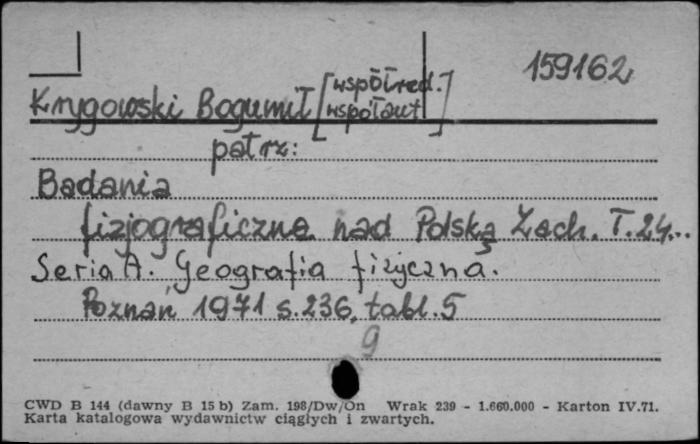 159162
Krygowski Bogumił [współred.
współaut]
patrz:
Badania
fizjograficzne nad Polską Zach. T.24...
Seria A. Geografia fizyczna.
Poznań 1971 s.236, tabl.5
9
CWD B 144 (dawny B 15 b) Zam. 198/Dw/On Wrak 239 - 1.660.000 - Karton IV.71.
Karta katalogowa wydawnictw ciągłych i zwartych.